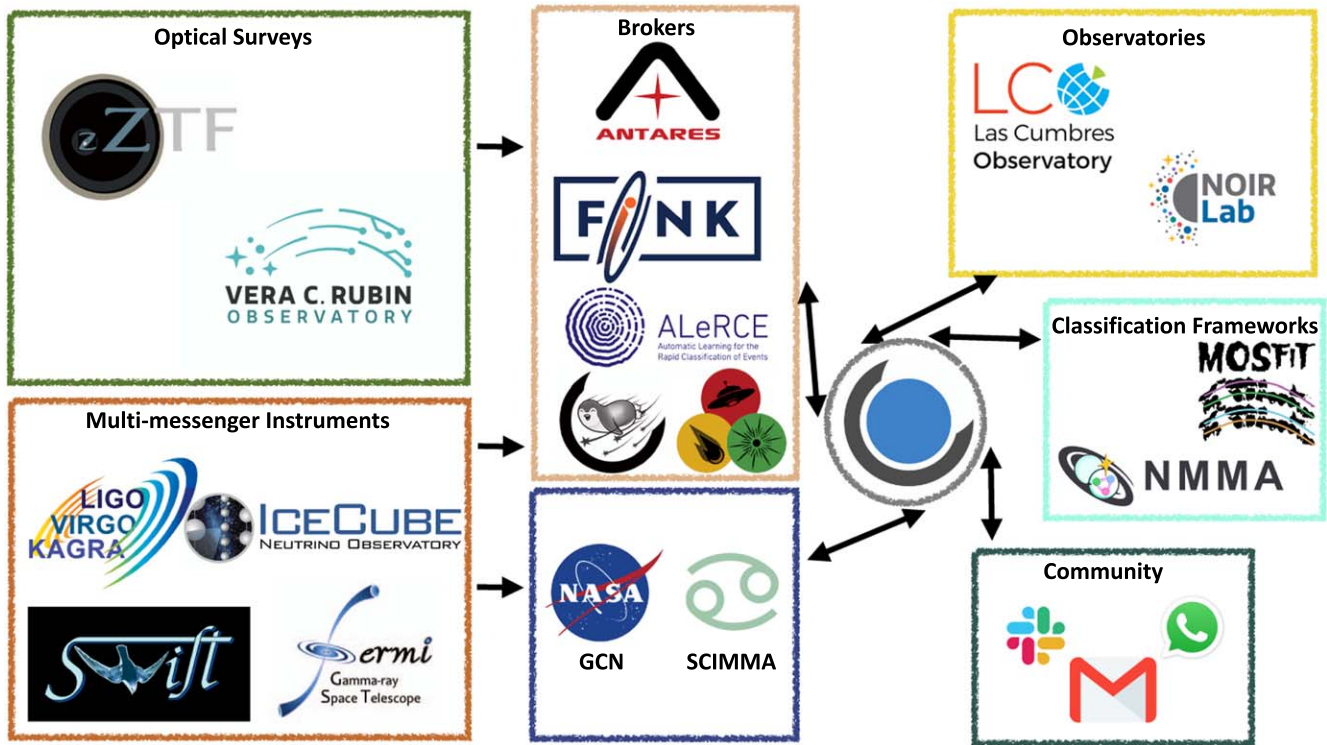 Optical Surveys
zZTF
VERA C. RUBIN
OBSERVATORY
Multi-messenger Instruments
LIGO
VIRGO
KAGRA
ICECUBE
NEUTRINO OBSERVATORY
Swift
Fermi
Gamma-ray
Space Telescope
Brokers
ANTARES
FINK
ALeRCE
Automatic Learning for the
Rapid Classification of Events
NASA
GCN
SCIMMA
Observatories
LCO
Las Cumbres
Observatory
NOIR
Lab
Classification Frameworks
MOSFiT
NMMA
Community